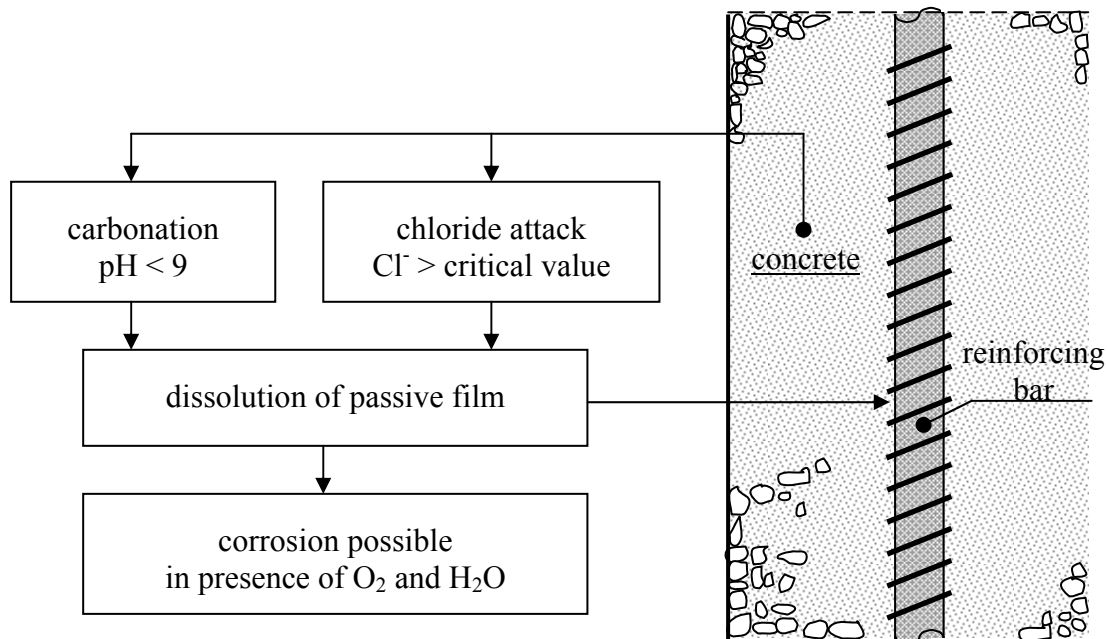 carbonation
pH < 9
chloride attack
Cl⁻ > critical value
concrete
dissolution of passive film
reinforcing
bar
corrosion possible
in presence of O₂ and H₂O